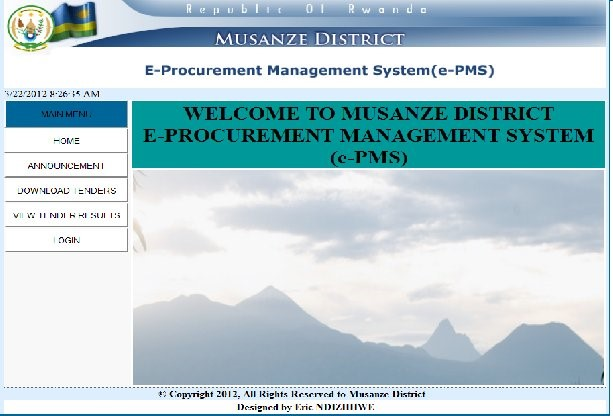 Republic Of Rwanda
MUSANZE DISTRICT
E-Procurement Management System(e-PMS)
3/22/2012 8:26:35 AM
MAIN MENU
HOME
ANNOUNCEMENT
DOWNLOAD TENDERS
VIEW TENDER RESULTS
LOGIN
WELCOME TO MUSANZE DISTRICT
E-PROCUREMENT MANAGEMENT SYSTEM
(e-PMS)
© Copyright 2012, All Rights Reserved to Musanze District
Designed by Eric